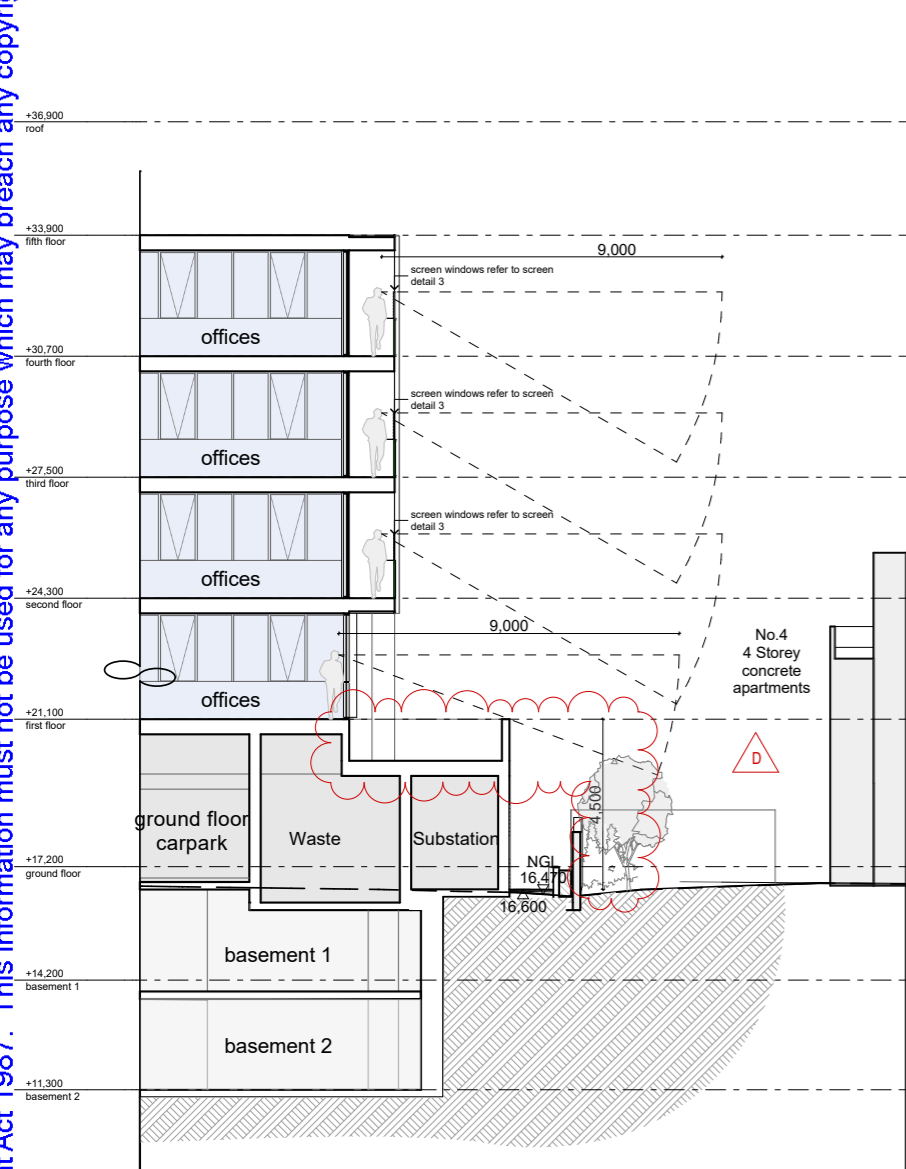 nt Act 1987. This information must not be used for any purpose which may breach any copyrig
+36,900
roof
+33,900
fifth floor
9,000
screen windows refer to screen
detail 3
offices
+30,700
fourth floor
screen windows refer to screen
detail 3
offices
+27,500
third floor
screen windows refer to screen
detail 3
offices
+24,300
second floor
9,000
No.4
4 Storey
concrete
apartments
offices
+21,100
first floor
D
4,500
ground floor
carpark
Waste
Substation
NGL
16,470
+17,200
ground floor
16,600
basement 1
+14,200
basement 1
basement 2
+11,300
basement 2